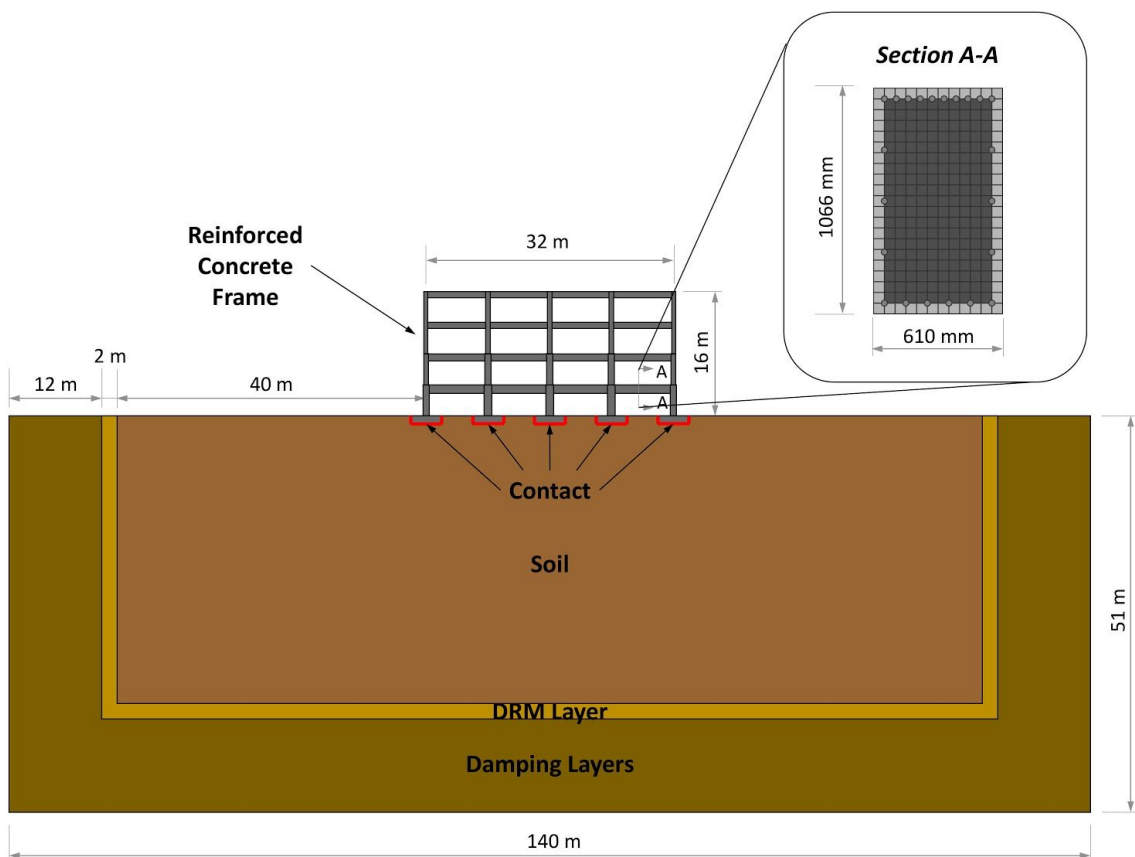 Section A-A
1066 mm
610 mm
Reinforced
Concrete
Frame
32 m
16 m
A
A
2 m
12 m
40 m
Contact
Soil
51 m
DRM Layer
Damping Layers
140 m